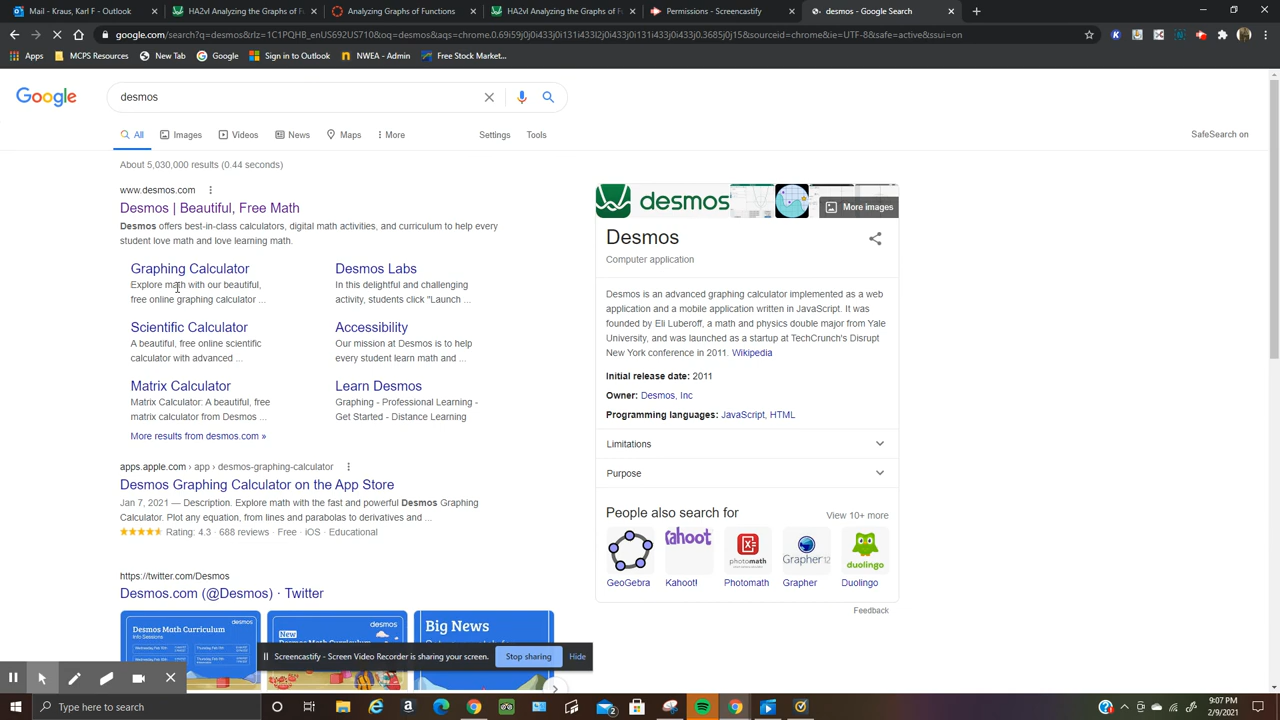 Mail - Malcolm, Karl F - Outlook
HA2vl Desmos Activity and Solut
Analyzing Graphs of Functions
HA2vl Analyzing the Graphs of Fu
Permissions - Screencastify
desmos - Google Search
google.com/search?q=desmos&rlz=1C1PQHB_enUS692US710&oq=desmos&aqs=chrome.0.69i59j0j0i433j0i131i433l2j0i433j0i131i433j0i433.3685j0j15&sourceid=chrome&ie=UTF-8&safe=active&ssui=on
Apps
MCPS Resources
New Tab
Google
Sign in to Outlook
NWEA - Admin
Free Stock Market...
Google
desmos
All
Images
Videos
News
Maps
More
Settings
Tools
SafeSearch on
About 5,030,000 results (0.44 seconds)
www.desmos.com
Desmos | Beautiful, Free Math
Desmos offers best-in-class calculators, digital math activities, and curriculum to help every
student love math and love learning math.
Graphing Calculator
Explore math with our beautiful,
free online graphing calculator ...
Desmos Labs
In this delightful and challenging
activity, students click "Launch ...
Scientific Calculator
A beautiful, free online scientific
calculator with advanced ...
Accessibility
Our mission at Desmos is to help
every student learn math and ...
Matrix Calculator
Matrix Calculator: A beautiful, free
matrix calculator from Desmos ...
Learn Desmos
Graphing - Professional Learning -
Get Started - Distance Learning
More results from desmos.com »
apps.apple.com › app › desmos-graphing-calculator
Desmos Graphing Calculator on the App Store
Jan 7, 2021 — Description. Explore math with the fast and powerful Desmos Graphing
Calculator. Plot any equation, from lines and parabolas to derivatives and ...
Rating: 4.3 · 688 reviews · Free · iOS · Educational
https://twitter.com/Desmos
Desmos.com (@Desmos) · Twitter
desmos
Desmos Math Curriculum
Info Sessions
desmos
New
Big News
desmos
More images
Desmos
Computer application
Desmos is an advanced graphing calculator implemented as a web
application and a mobile application written in JavaScript. It was
founded by Eli Luberoff, a math and physics double major from Yale
University, and was launched as a startup at TechCrunch's Disrupt
New York conference in 2011. Wikipedia
Initial release date: 2011
Owner: Desmos, Inc
Programming languages: JavaScript, HTML
Limitations
Purpose
People also search for
View 10+ more
Kahoot!
photomath
Grapher
duolingo
GeoGebra
Kahoot!
Photomath
Grapher
Duolingo
Feedback
Screencastify - Screen Video Recorder is sharing your screen.
Stop sharing
Hide
Type here to search
9:07 PM
2/9/2021